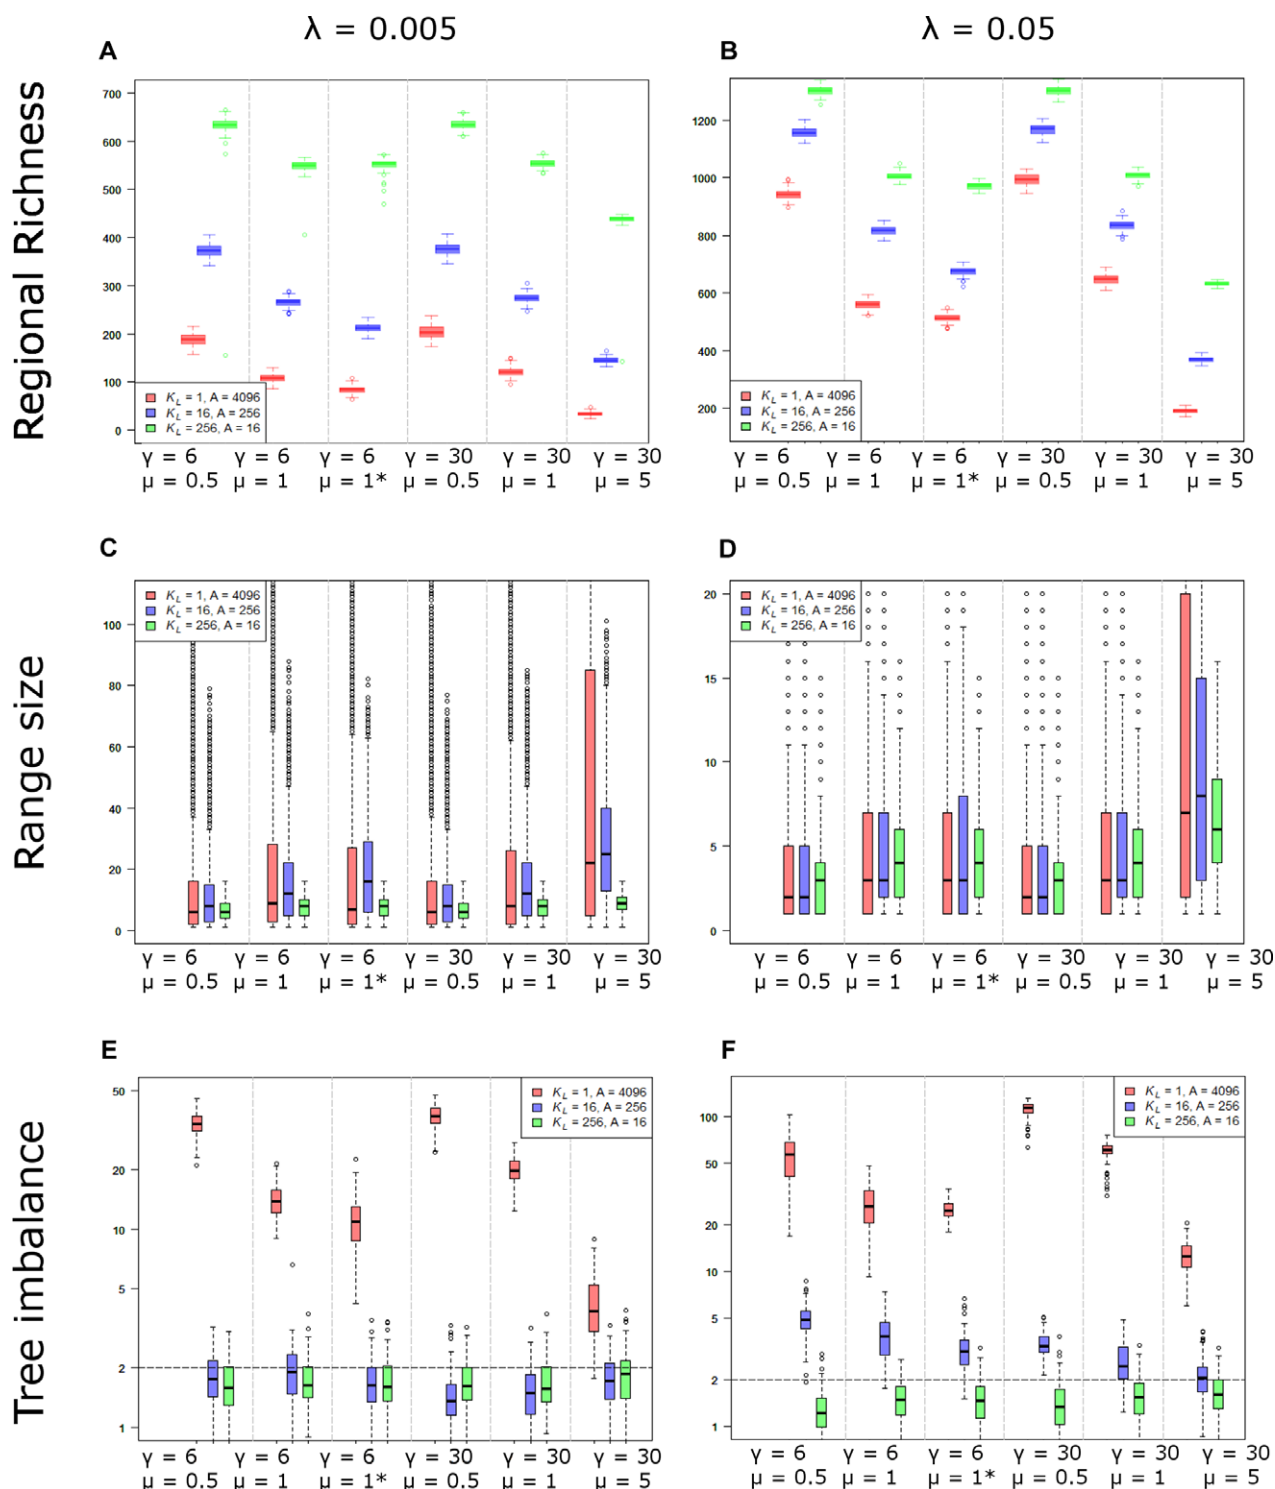 λ = 0.005
λ = 0.05
A
B
Regional Richness
700
600
500
400
300
200
100
0
K_L = 1, A = 4096
K_L = 16, A = 256
K_L = 256, A = 16
γ = 6 γ = 6 γ = 6 γ = 30 γ = 30 γ = 30
μ = 0.5 μ = 1 μ = 1* μ = 0.5 μ = 1 μ = 5
1200
1000
800
600
400
200
K_L = 1, A = 4096
K_L = 16, A = 256
K_L = 256, A = 16
γ = 6 γ = 6 γ = 6 γ = 30 γ = 30 γ = 30
μ = 0.5 μ = 1 μ = 1* μ = 0.5 μ = 1 μ = 5
C
D
Range size
K_L = 1, A = 4096
K_L = 16, A = 256
K_L = 256, A = 16
100
80
60
40
20
0
γ = 6 γ = 6 γ = 6 γ = 30 γ = 30 γ = 30
μ = 0.5 μ = 1 μ = 1* μ = 0.5 μ = 1 μ = 5
K_L = 1, A = 4096
K_L = 16, A = 256
K_L = 256, A = 16
20
15
10
5
0
γ = 6 γ = 6 γ = 6 γ = 30 γ = 30 γ = 30
μ = 0.5 μ = 1 μ = 1* μ = 0.5 μ = 1 μ = 5
E
F
Tree imbalance
K_L = 1, A = 4096
K_L = 16, A = 256
K_L = 256, A = 16
50
20
10
5
2
1
γ = 6 γ = 6 γ = 6 γ = 30 γ = 30 γ = 30
μ = 0.5 μ = 1 μ = 1* μ = 0.5 μ = 1 μ = 5
K_L = 1, A = 4096
K_L = 16, A = 256
K_L = 256, A = 16
100
50
20
10
5
2
1
γ = 6 γ = 6 γ = 6 γ = 30 γ = 30 γ = 30
μ = 0.5 μ = 1 μ = 1* μ = 0.5 μ = 1 μ = 5